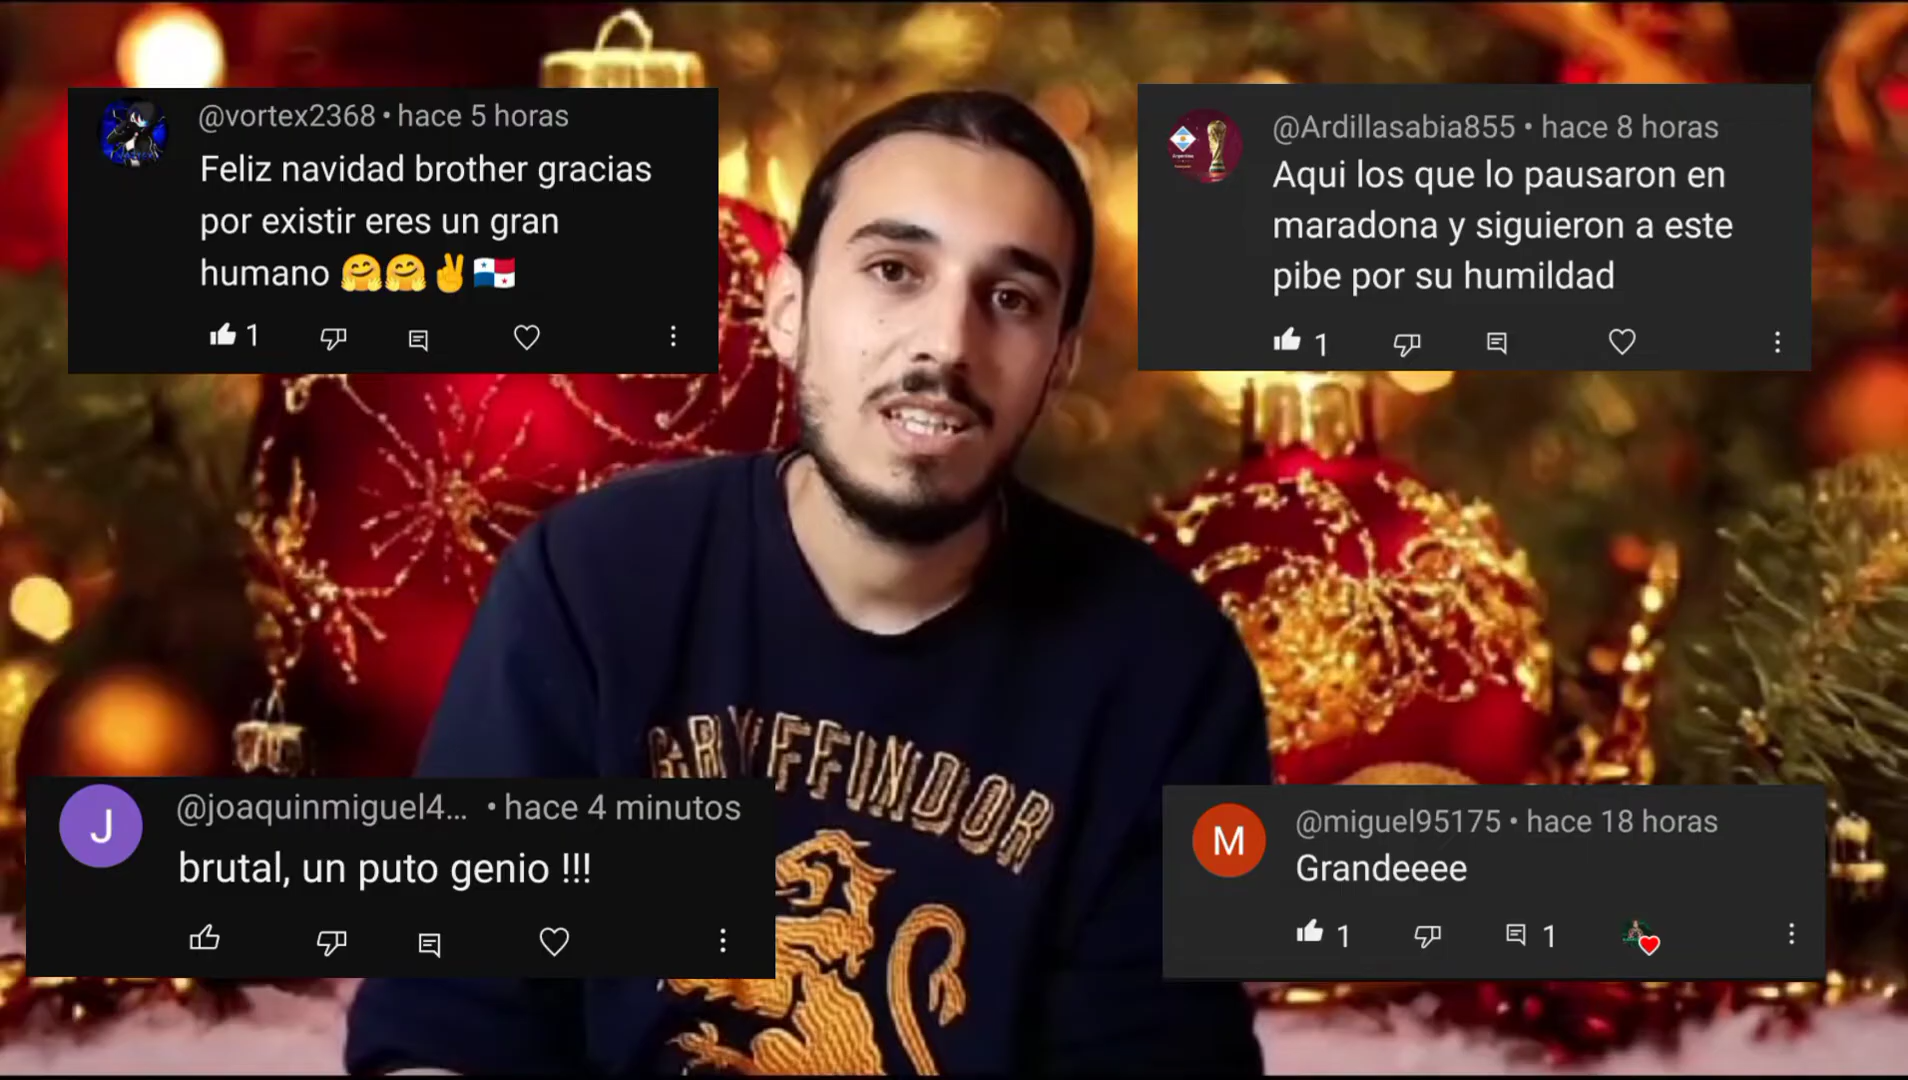 @vortex2368 • hace 5 horas
Feliz navidad brother gracias
por existir eres un gran
humano 🤗🤗✌️🇵🇦
1
@Ardillasabia855 • hace 8 horas
Aqui los que lo pausaron en
maradona y siguieron a este
pibe por su humildad
1
GRYFFINDOR
J
@joaquinmiguel4... • hace 4 minutos
brutal, un puto genio !!!
M
@miguel95175 • hace 18 horas
Grandeeee
1 1